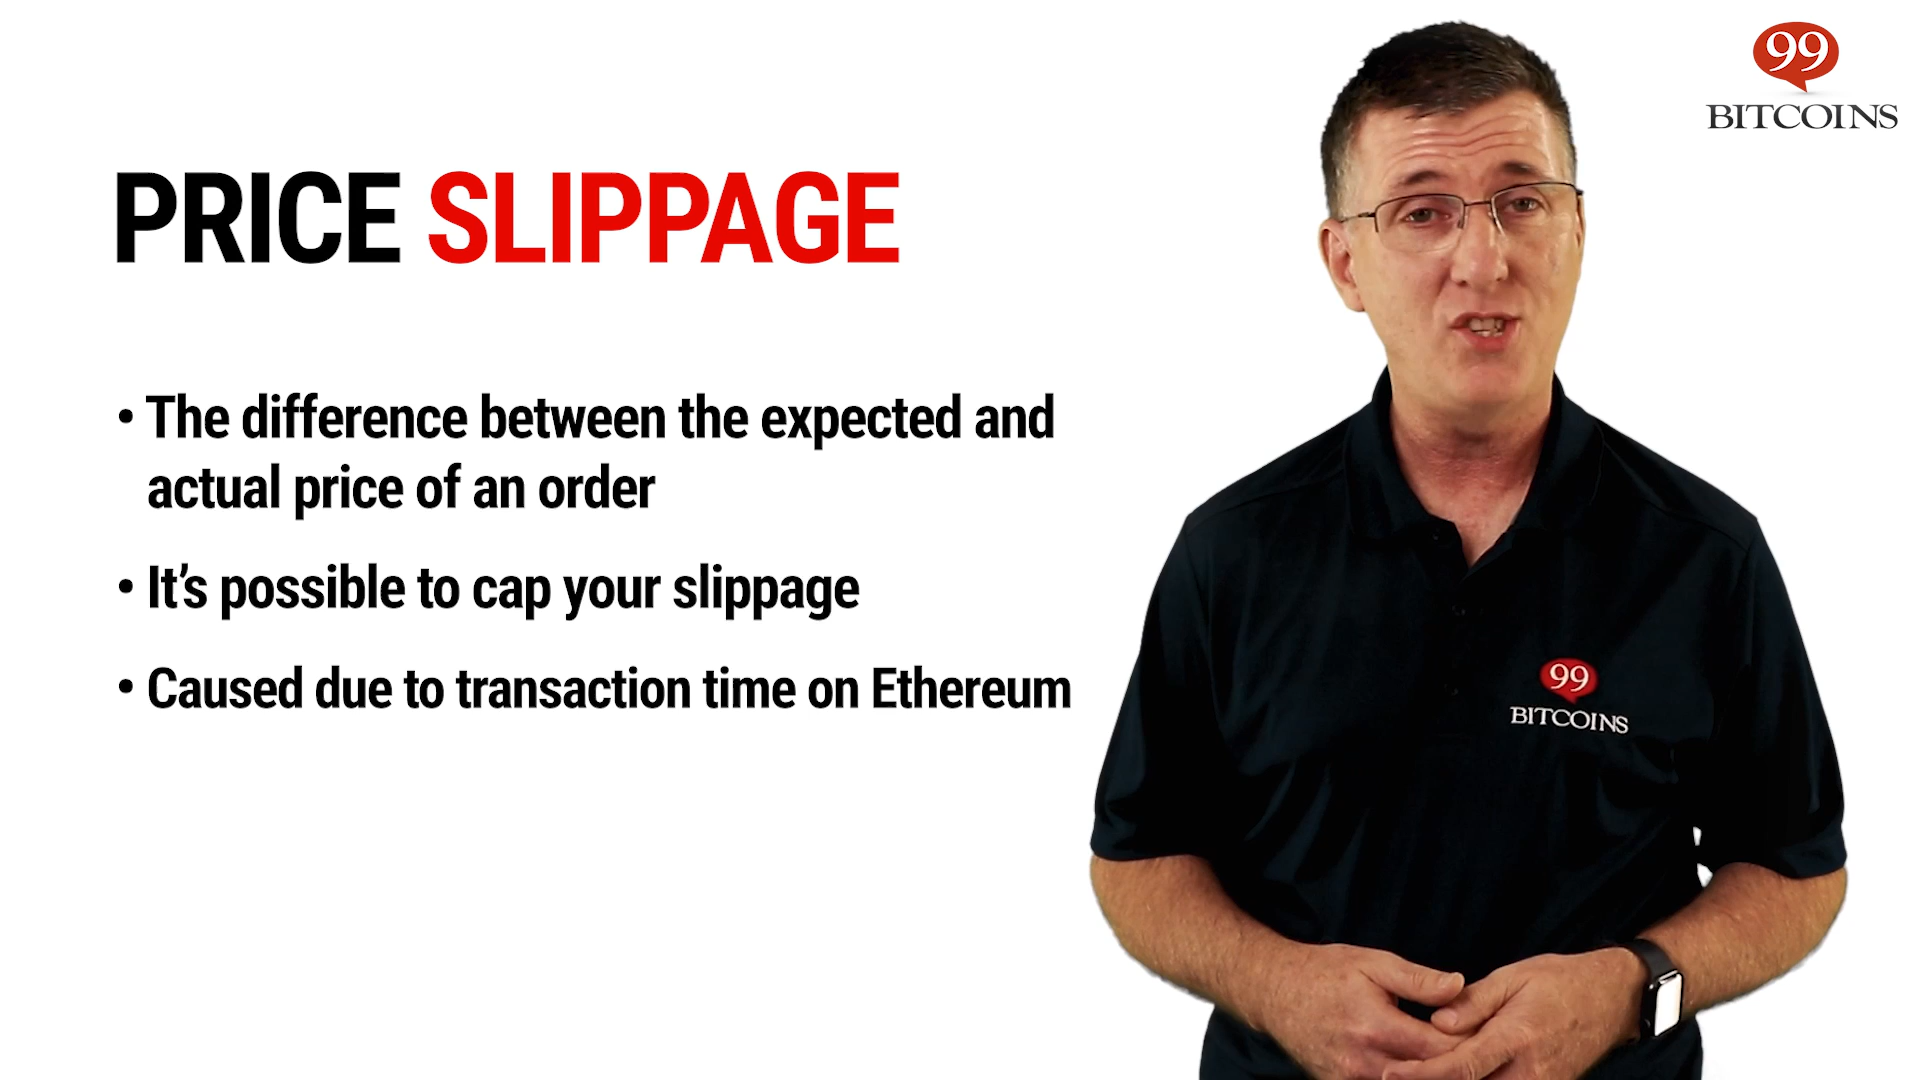 99
BITCOINS
PRICE SLIPPAGE
• The difference between the expected and
actual price of an order
• It’s possible to cap your slippage
• Caused due to transaction time on Ethereum
99
BITCOINS